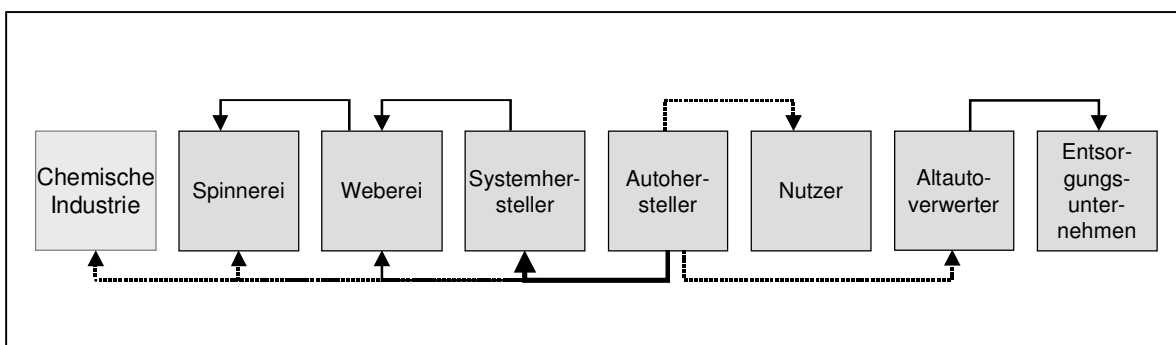 Chemische
Industrie
Spinnerei
Weberei
Systemher-
steller
Autoher-
steller
Nutzer
Altauto-
verwerter
Entsor-
gungs-
unter-
nehmen